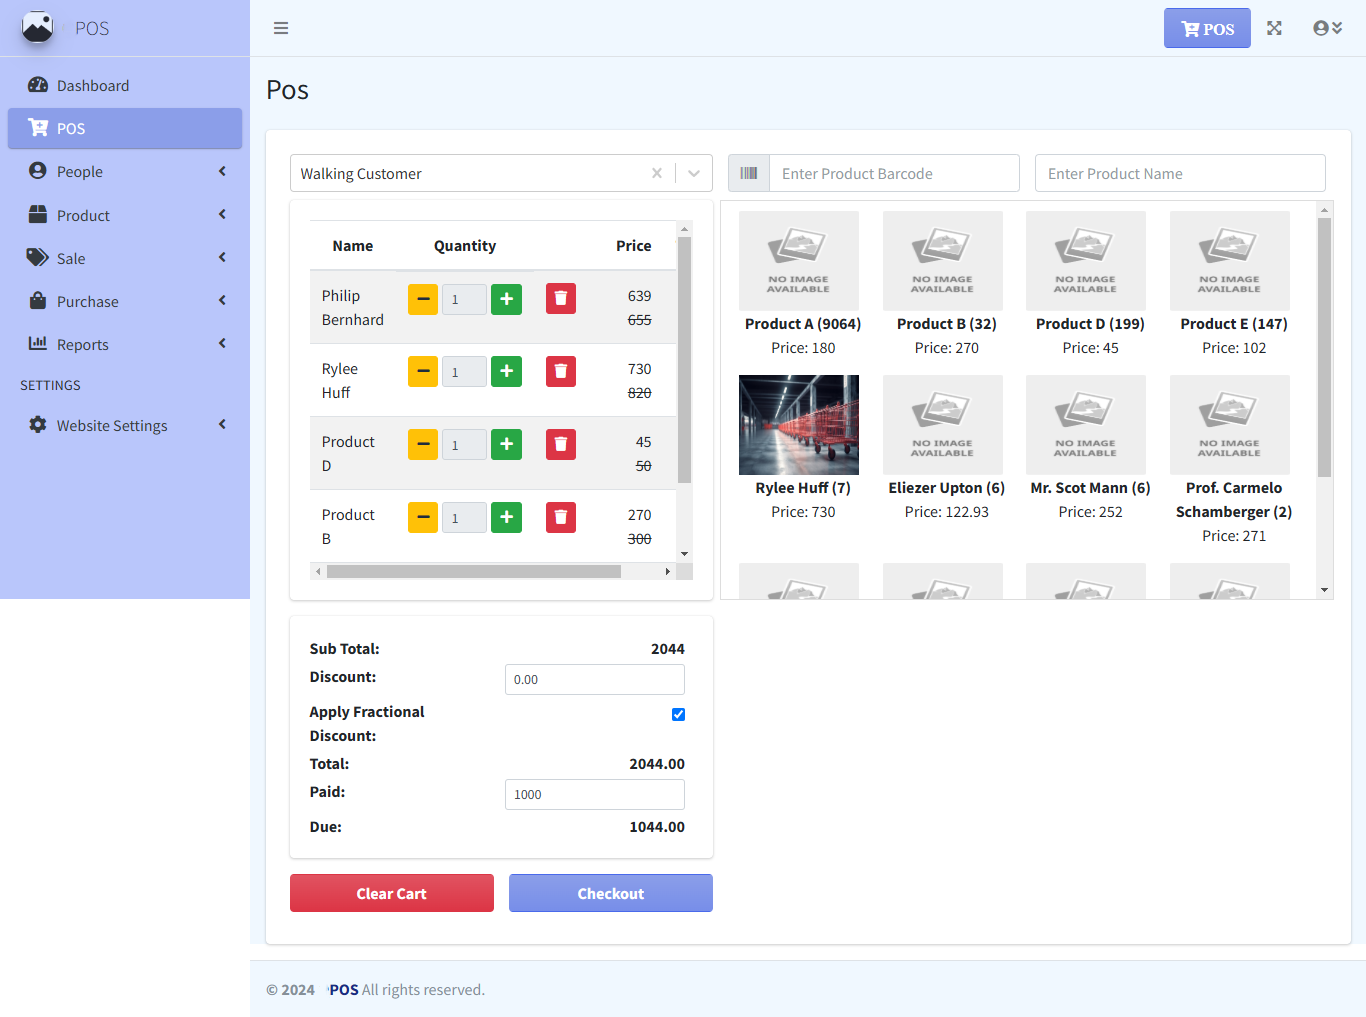 POS
POS
Dashboard
POS
People
Product
Sale
Purchase
Reports
SETTINGS
Website Settings
Pos
Walking Customer
Enter Product Barcode
Enter Product Name
Name Quantity Price
Philip Bernhard 1 639 655
Rylee Huff 1 730 820
Product D 1 45 50
Product B 1 270 300
NO IMAGE AVAILABLE
NO IMAGE AVAILABLE
NO IMAGE AVAILABLE
NO IMAGE AVAILABLE
Product A (9064)
Price: 180
Product B (32)
Price: 270
Product D (199)
Price: 45
Product E (147)
Price: 102
NO IMAGE AVAILABLE
NO IMAGE AVAILABLE
NO IMAGE AVAILABLE
Rylee Huff (7)
Price: 730
Eliezer Upton (6)
Price: 122.93
Mr. Scot Mann (6)
Price: 252
Prof. Carmelo
Schamberger (2)
Price: 271
Sub Total: 2044
Discount: 0.00
Apply Fractional
Discount:
Total: 2044.00
Paid: 1000
Due: 1044.00
Clear Cart
Checkout
© 2024 POS All rights reserved.